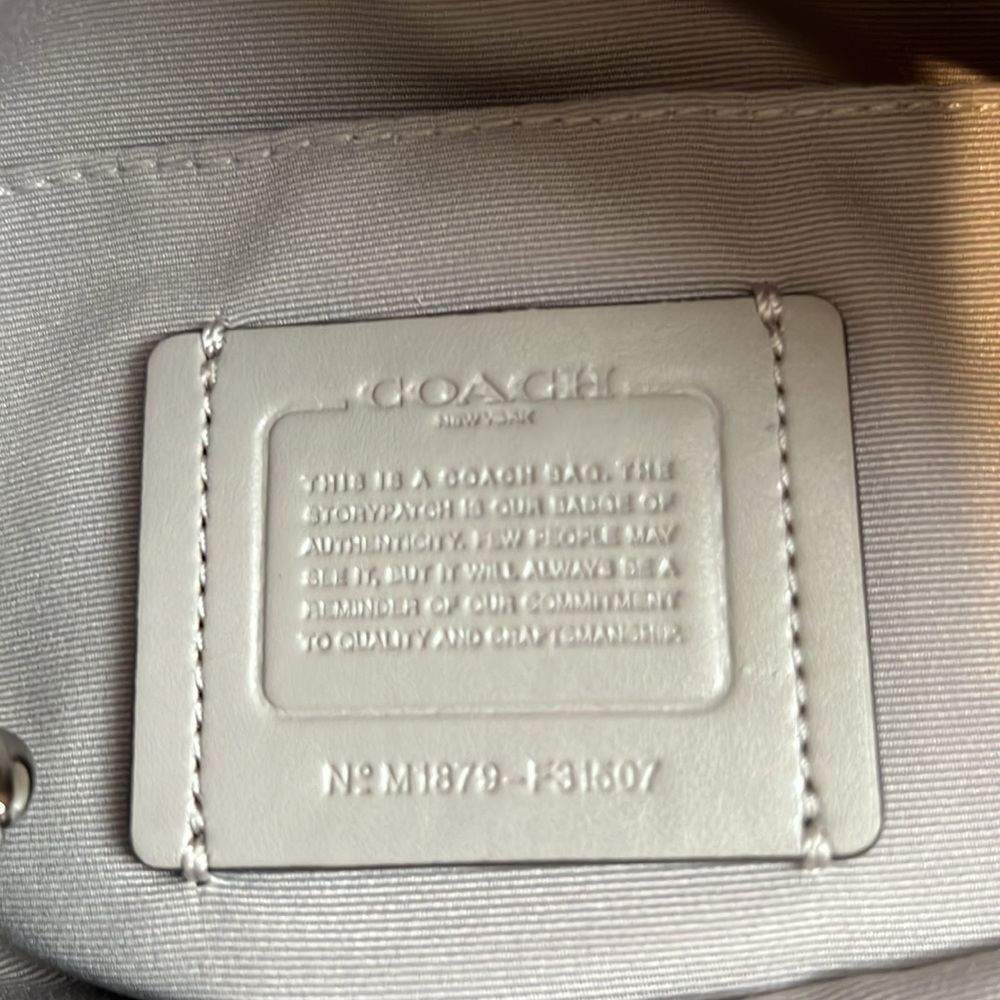 COACH
NEW YORK
THIS IS A COACH BAG. THE
STORYPATCH IS OUR BADGE OF
AUTHENTICITY. FEW PEOPLE MAY
SEE IT, BUT IT WILL ALWAYS BE A
REMINDER OF OUR COMMITMENT
TO QUALITY AND CRAFTSMANSHIP.
Nº M1879-F31507